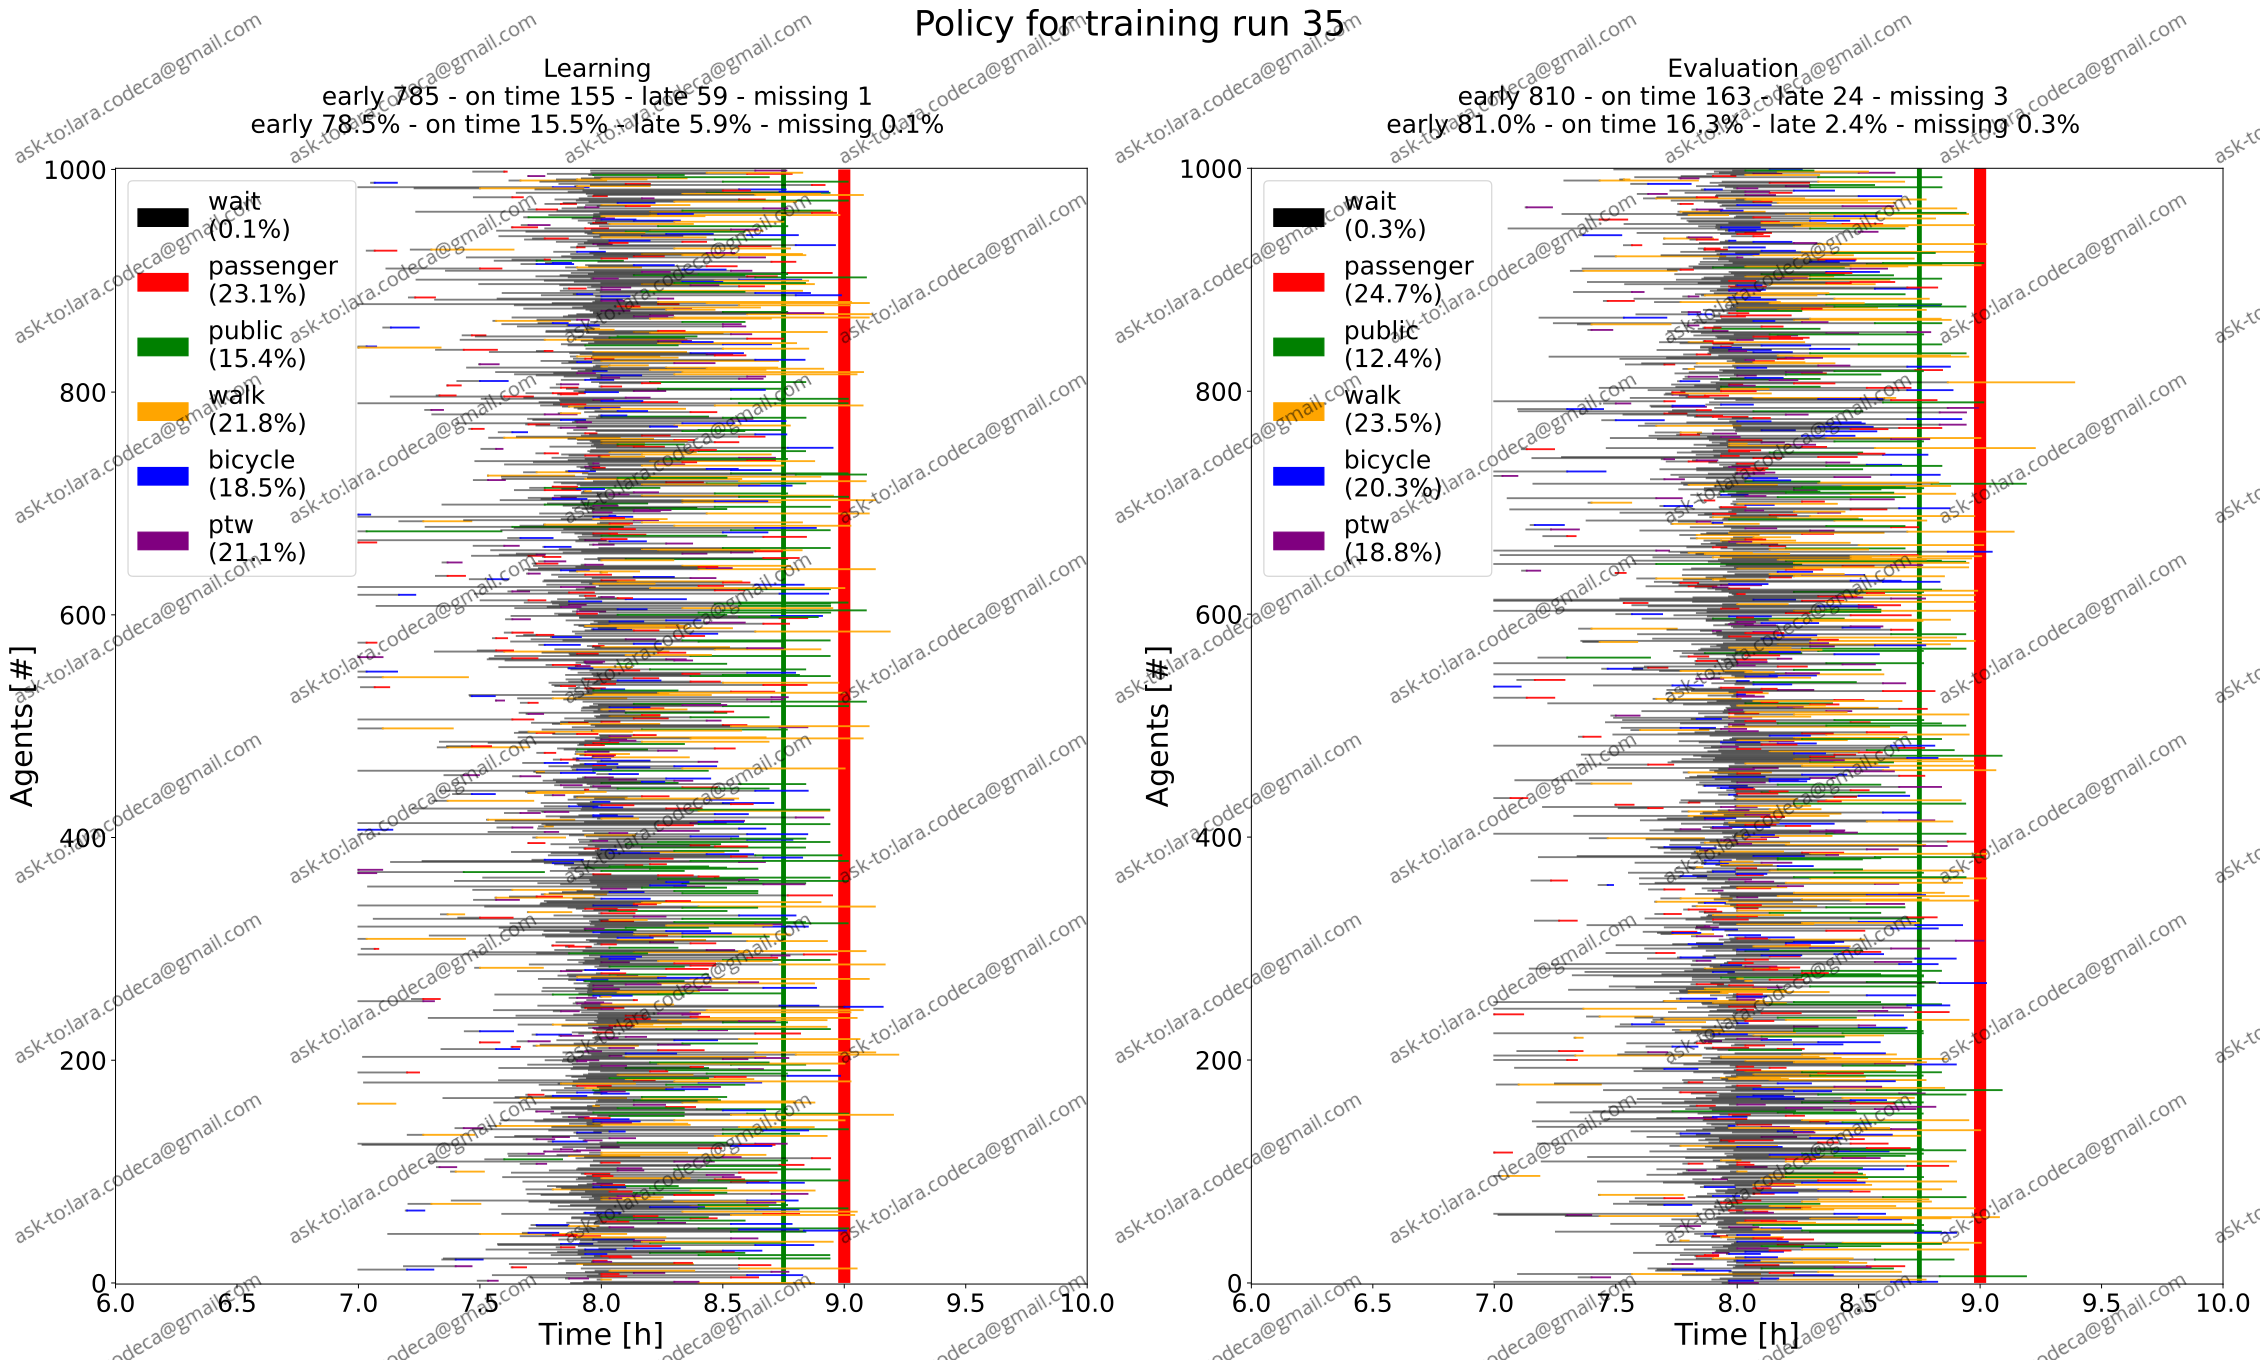 Policy for training run 35
Learning
early 785 - on time 155 - late 59 - missing 1
early 78.5% - on time 15.5% - late 5.9% - missing 0.1%
1000
800
600
400
200
0
Agents [#]
wait
(0.1%)
passenger
(23.1%)
public
(15.4%)
walk
(21.8%)
bicycle
(18.5%)
ptw
(21.1%)
6.0 6.5 7.0 7.5 8.0 8.5 9.0 9.5 10.0
Time [h]
Evaluation
early 810 - on time 163 - late 24 - missing 3
early 81.0% - on time 16.3% - late 2.4% - missing 0.3%
1000
800
600
400
200
0
Agents [#]
wait
(0.3%)
passenger
(24.7%)
public
(12.4%)
walk
(23.5%)
bicycle
(20.3%)
ptw
(18.8%)
6.0 6.5 7.0 7.5 8.0 8.5 9.0 9.5 10.0
Time [h]
ask-to:lara.codeca@gmail.com